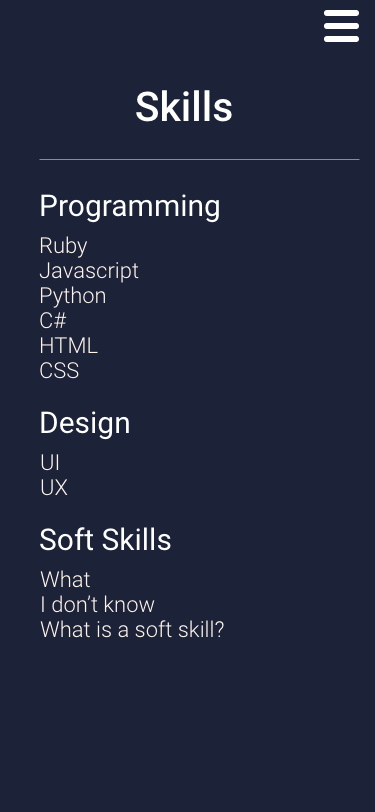 Skills
Programming
Ruby
Javascript
Python
C#
HTML
CSS
Design
UI
UX
Soft Skills
What
I don’t know
What is a soft skill?